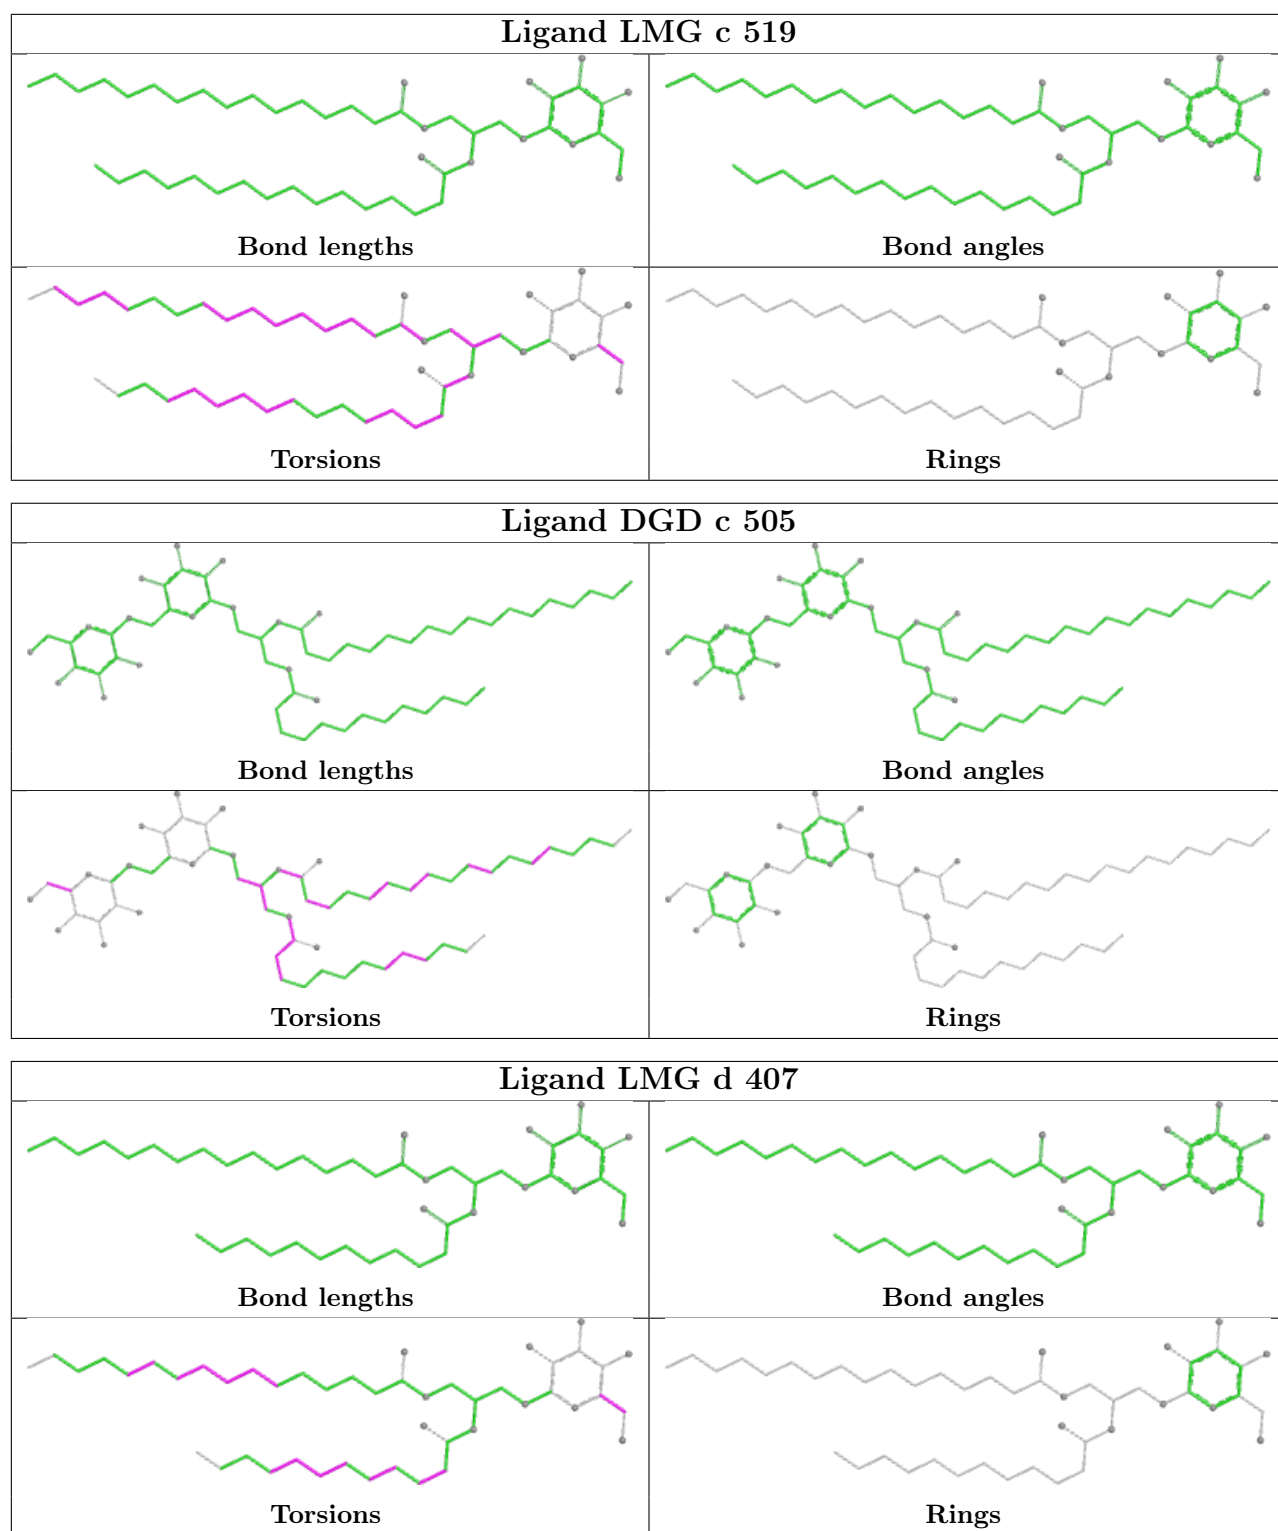 Ligand LMG c 519
Bond lengths
Bond angles
Torsions
Rings
Ligand DGD c 505
Bond lengths
Bond angles
Torsions
Rings
Ligand LMG d 407
Bond lengths
Bond angles
Torsions
Rings